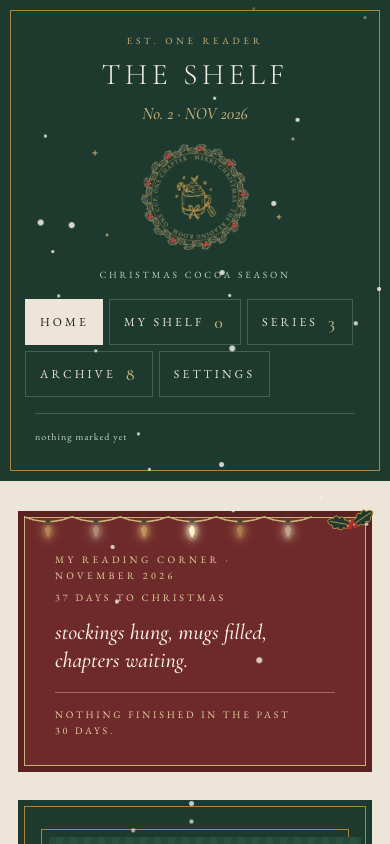 EST. ONE READER
THE SHELF
No. 2 · NOV 2026
CHRISTMAS COCOA SEASON
HOME
MY SHELF 0
SERIES 3
ARCHIVE 8
SETTINGS
nothing marked yet
MY READING CORNER ·
NOVEMBER 2026
37 DAYS TO CHRISTMAS
stockings hung, mugs filled,
chapters waiting.
NOTHING FINISHED IN THE PAST
30 DAYS.